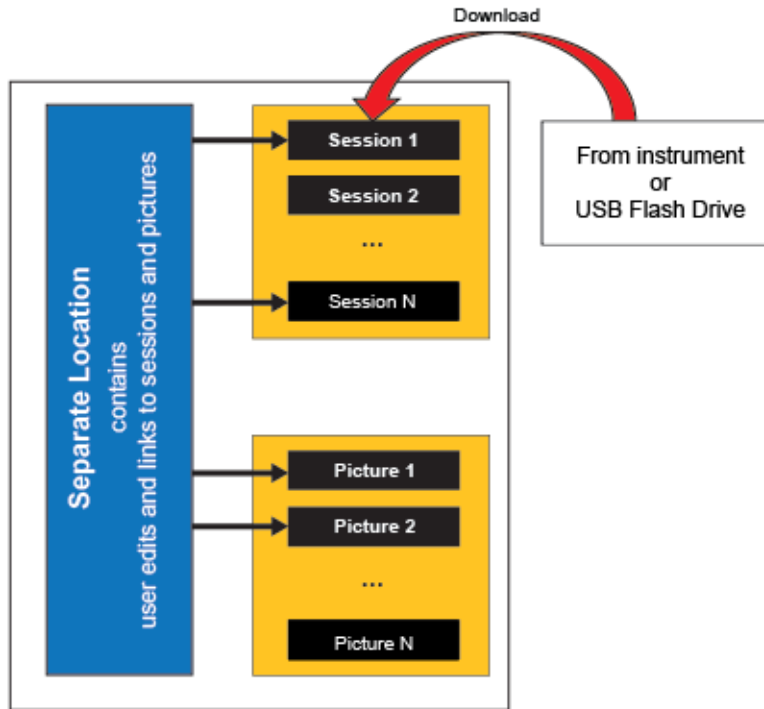 Download
Separate Location
contains
user edits and links to sessions and pictures
Session 1
Session 2
...
Session N
Picture 1
Picture 2
...
Picture N
From instrument
or
USB Flash Drive